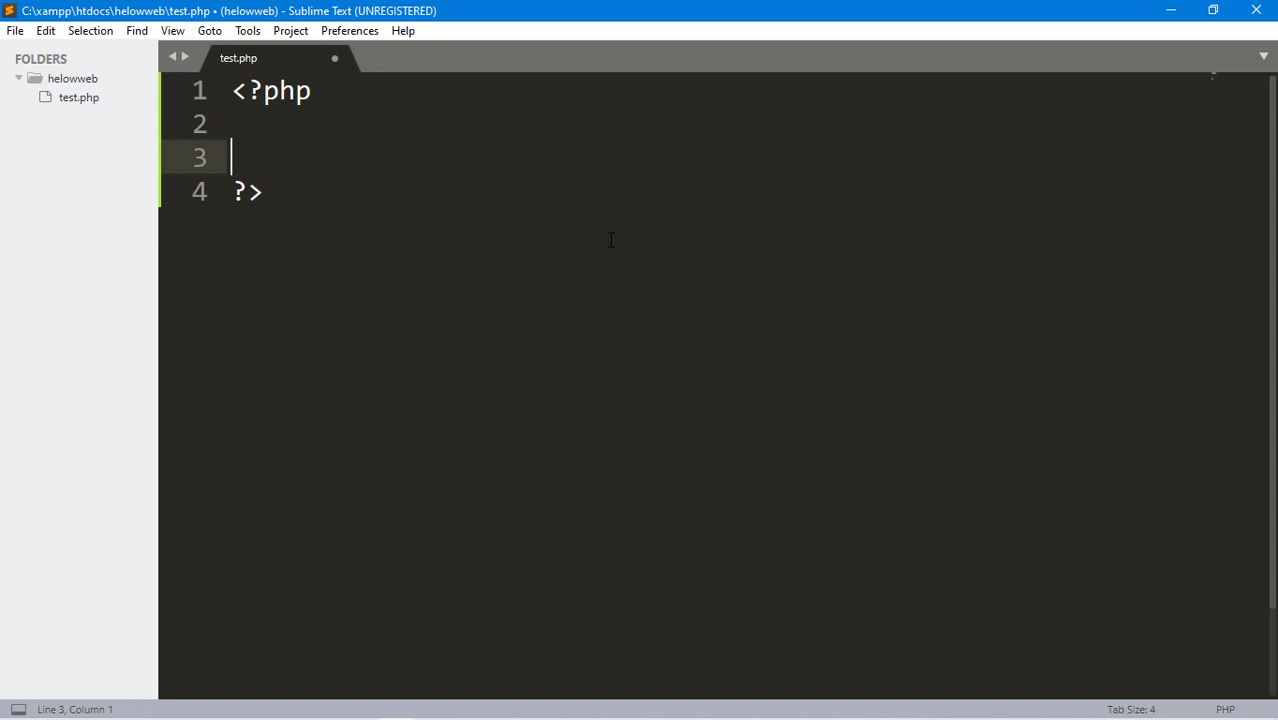 C:\xampp\htdocs\helowweb\test.php • (helowweb) - Sublime Text (UNREGISTERED)
File Edit Selection Find View Goto Tools Project Preferences Help
FOLDERS
helowweb
test.php
test.php
1 <?php
2
3
4 ?>
Line 3, Column 1
Tab Size: 4
PHP